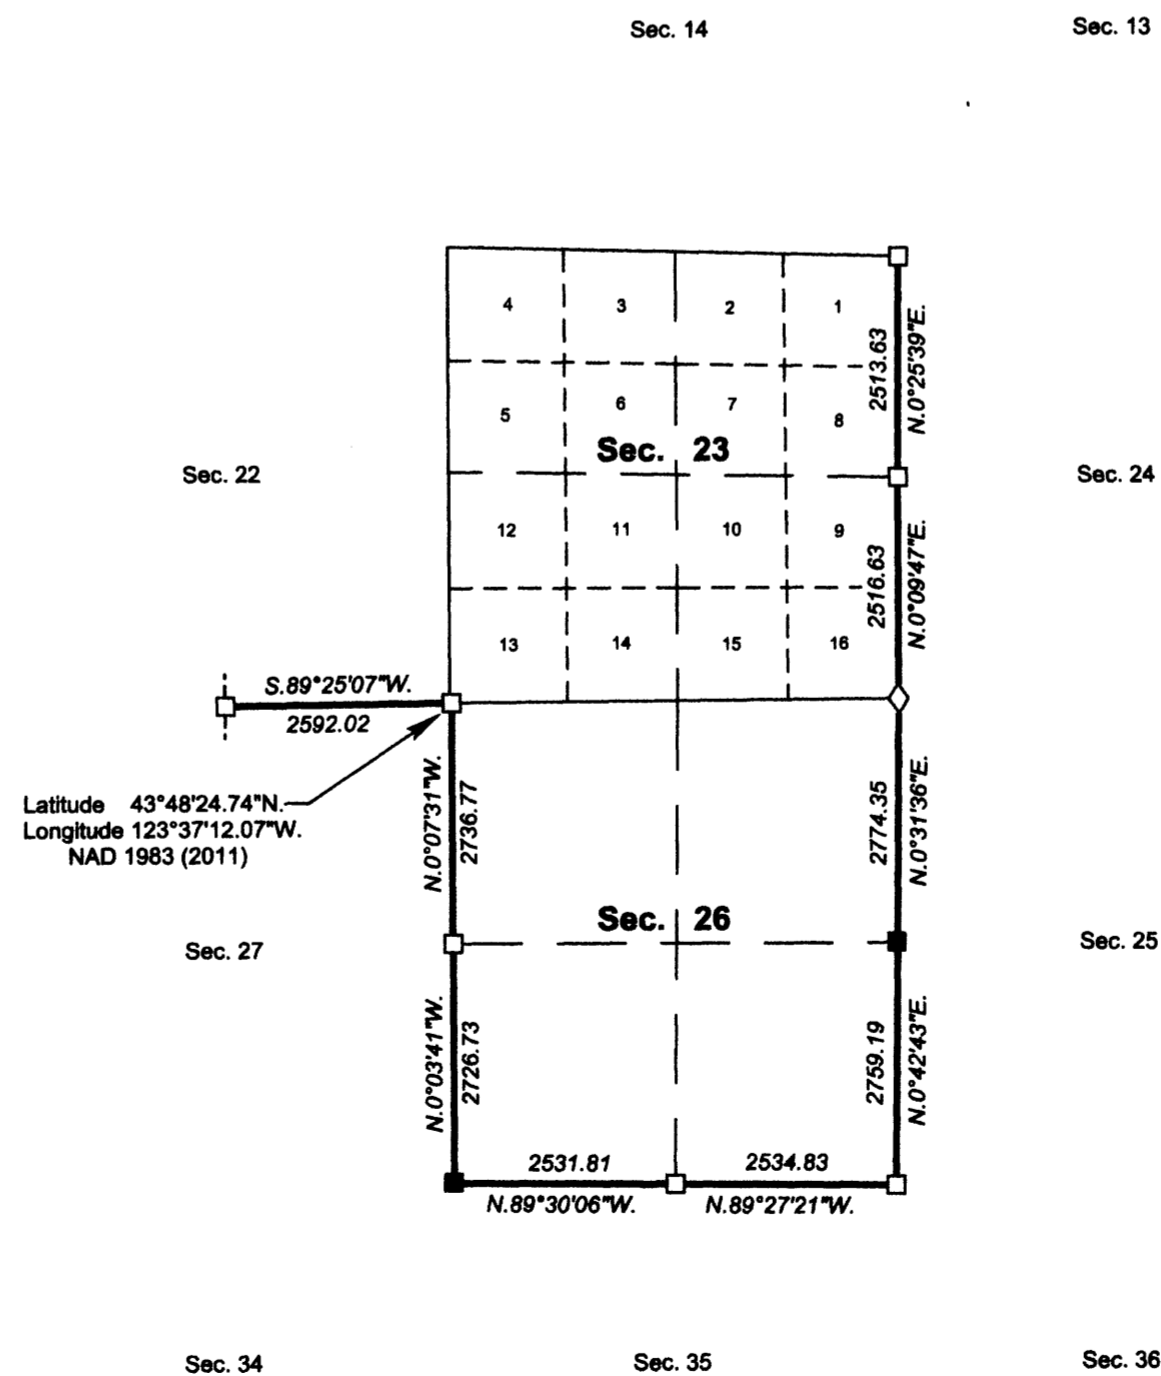 Sec. 14
Sec. 13
4
3
2
1
2513.63
N.0°25'39"E.
5
6
7
8
Sec. 23
Sec. 22
Sec. 24
12
11
10
9
2516.63
N.0°09'47"E.
13
14
15
16
S.89°25'07"W.
2592.02
Latitude 43°48'24.74"N.
Longitude 123°37'12.07"W.
NAD 1983 (2011)
N.0°07'31"W.
2736.77
2774.35
N.0°31'36"E.
Sec. 26
Sec. 27
Sec. 25
N.0°03'41"W.
2726.73
2759.19
N.0°42'43"E.
2531.81
2534.83
N.89°30'06"W.
N.89°27'21"W.
Sec. 34
Sec. 35
Sec. 36